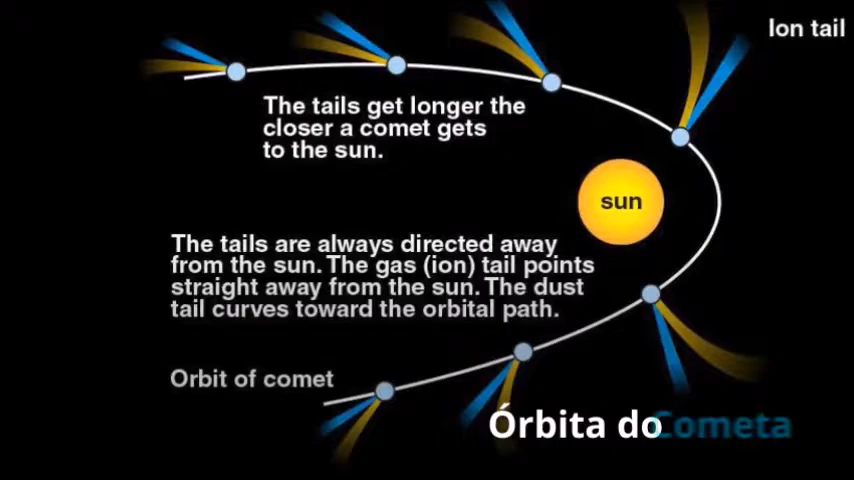 Ion tail
The tails get longer the
closer a comet gets
to the sun.
sun
The tails are always directed away
from the sun. The gas (ion) tail points
straight away from the sun. The dust
tail curves toward the orbital path.
Orbit of comet
Órbita do Cometa